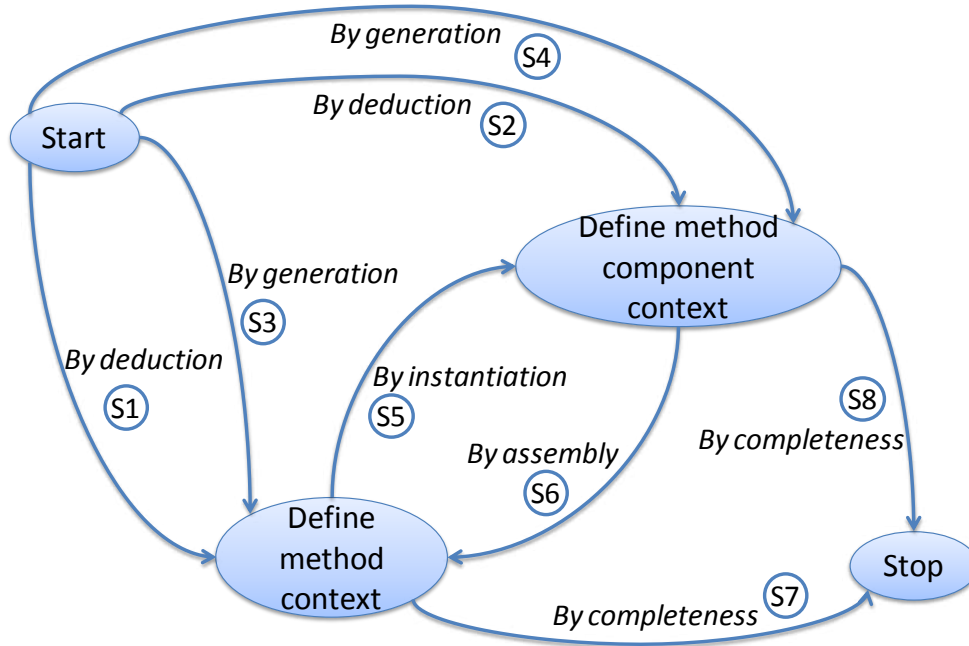 By generation
S4
By deduction
S2
Start
Define method
component
context
By generation
S3
By deduction
S1
By instantiation
S5
S8
By completeness
By assembly
S6
Define
method
context
Stop
By completeness
S7